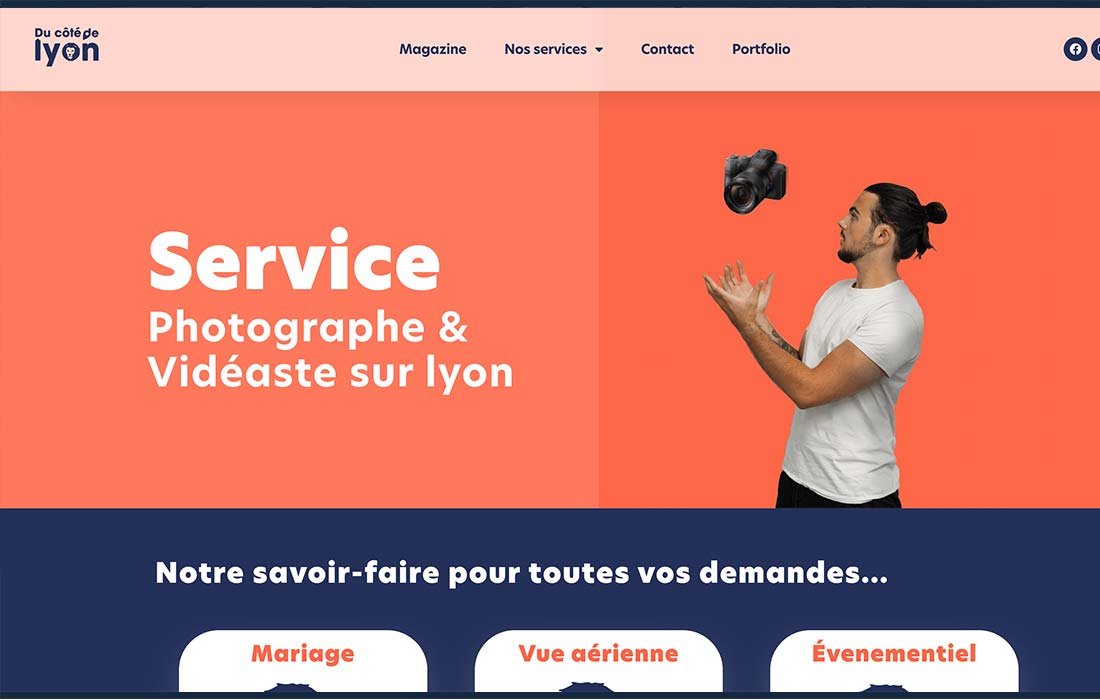 Du côté de
lyon
Magazine
Nos services
Contact
Portfolio
Service
Photographe &
Vidéaste sur lyon
Notre savoir-faire pour toutes vos demandes...
Mariage
Vue aérienne
Évenementiel